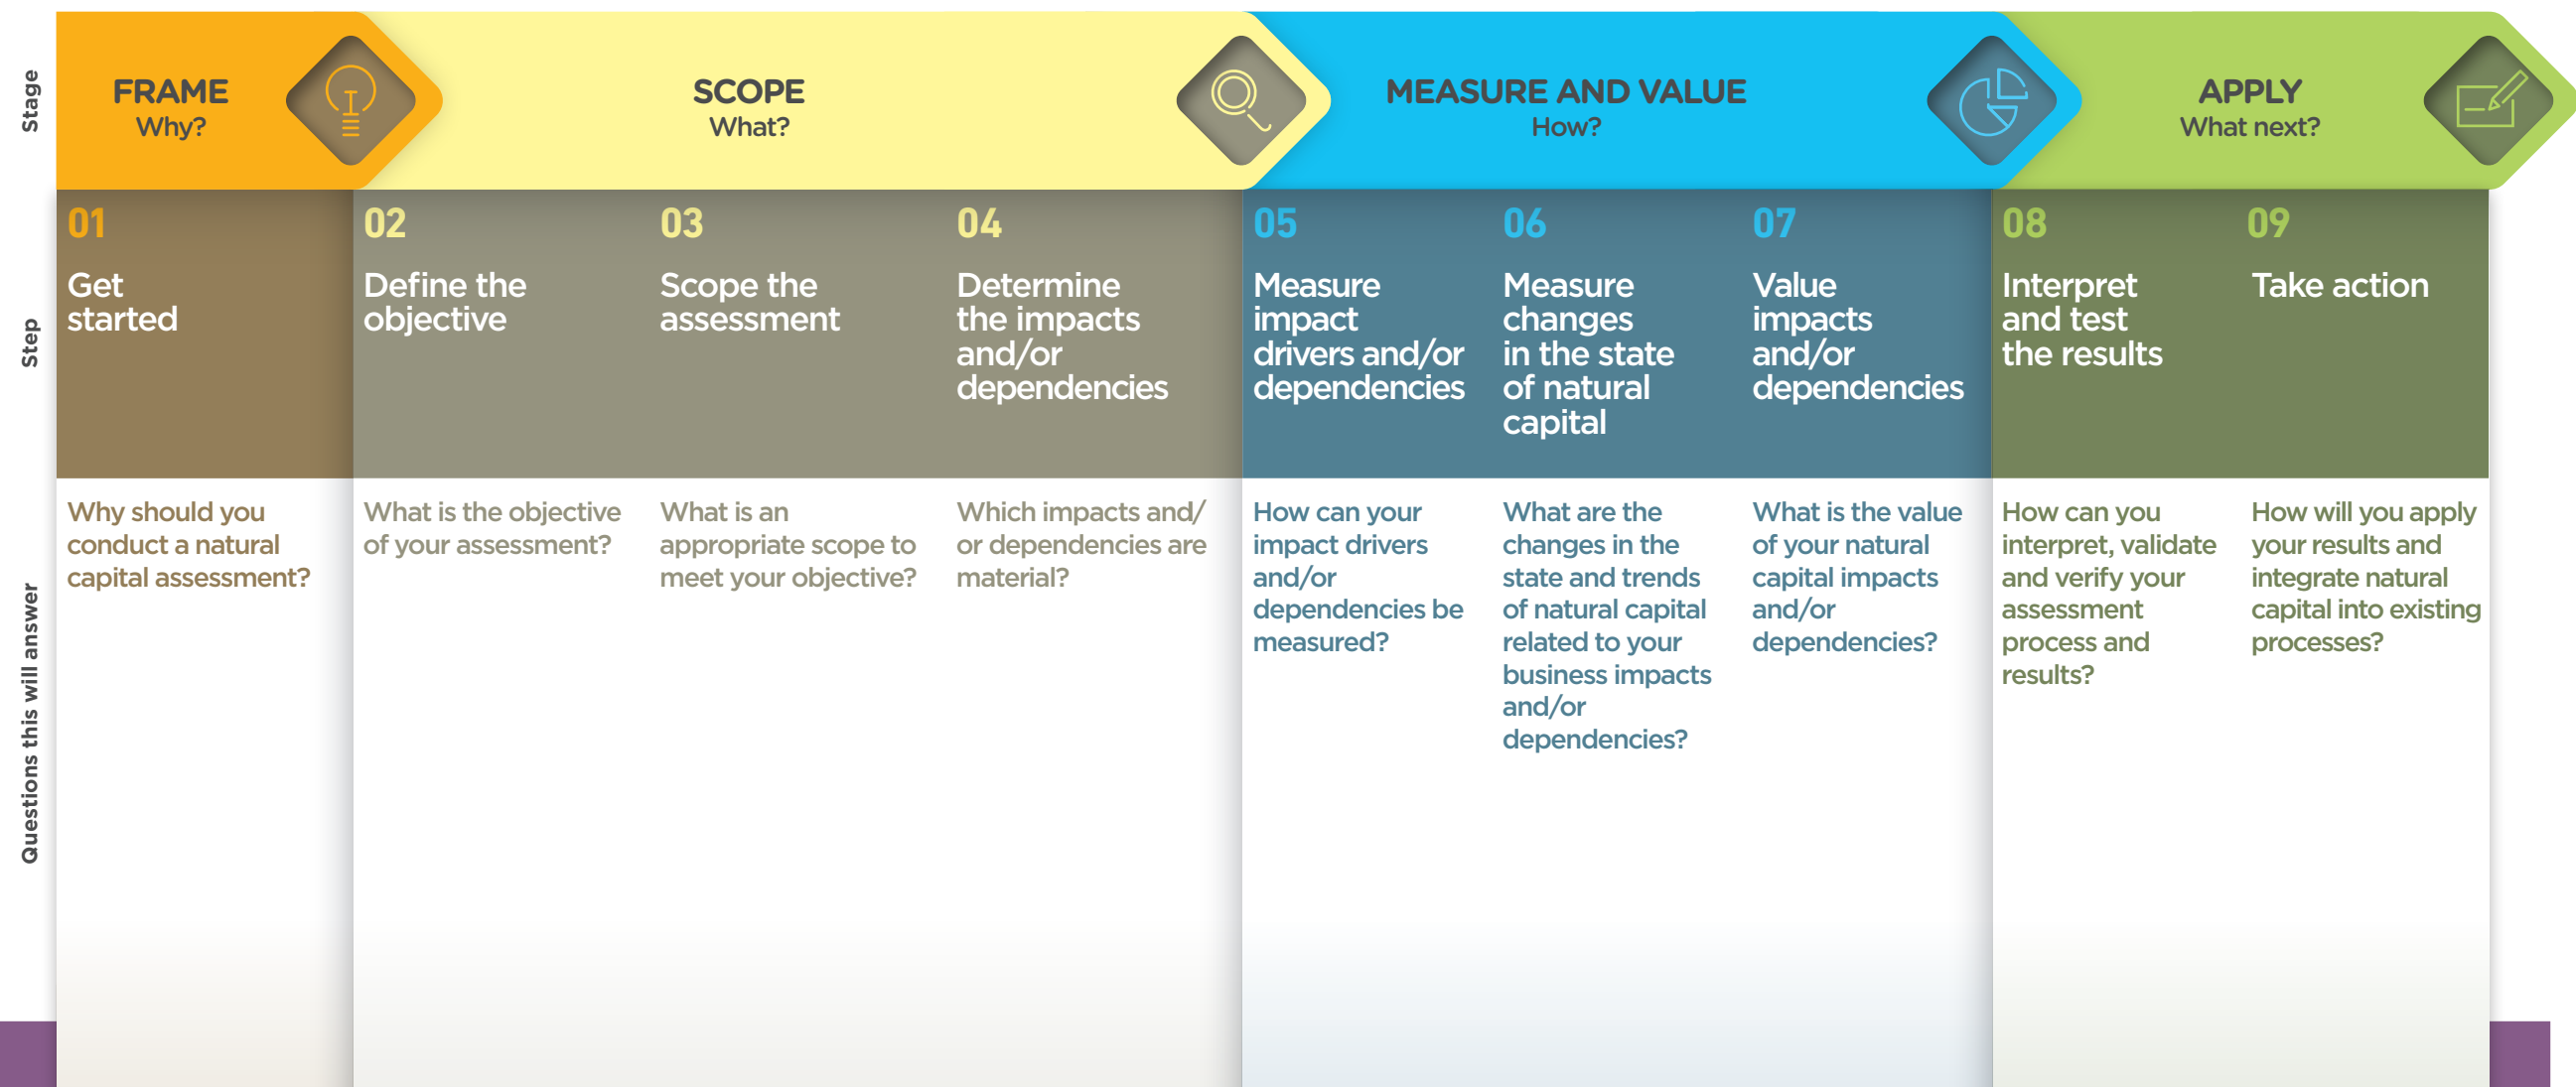 Stage
FRAME
Why?
SCOPE
What?
MEASURE AND VALUE
How?
APPLY
What next?
Step
01
Get
started
02
Define the
objective
03
Scope the
assessment
04
Determine
the impacts
and/or
dependencies
05
Measure
impact
drivers and/or
dependencies
06
Measure
changes
in the state
of natural
capital
07
Value
impacts
and/or
dependencies
08
Interpret
and test
the results
09
Take action
Questions this will answer
Why should you
conduct a natural
capital assessment?
What is the objective
of your assessment?
What is an
appropriate scope to
meet your objective?
Which impacts and/
or dependencies are
material?
How can your
impact drivers
and/or
dependencies be
measured?
What are the
changes in the
state and trends
of natural capital
related to your
business impacts
and/or
dependencies?
What is the value
of your natural
capital impacts
and/or
dependencies?
How can you
interpret, validate
and verify your
assessment
process and
results?
How will you apply
your results and
integrate natural
capital into existing
processes?